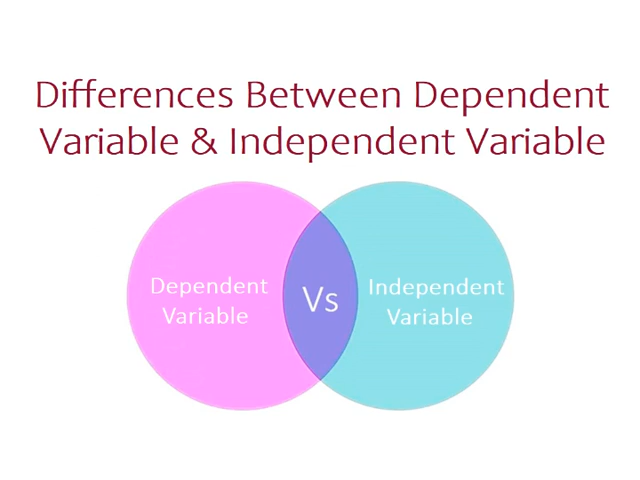 Differences Between Dependent
Variable & Independent Variable
Dependent
Variable
Vs
Independent
Variable